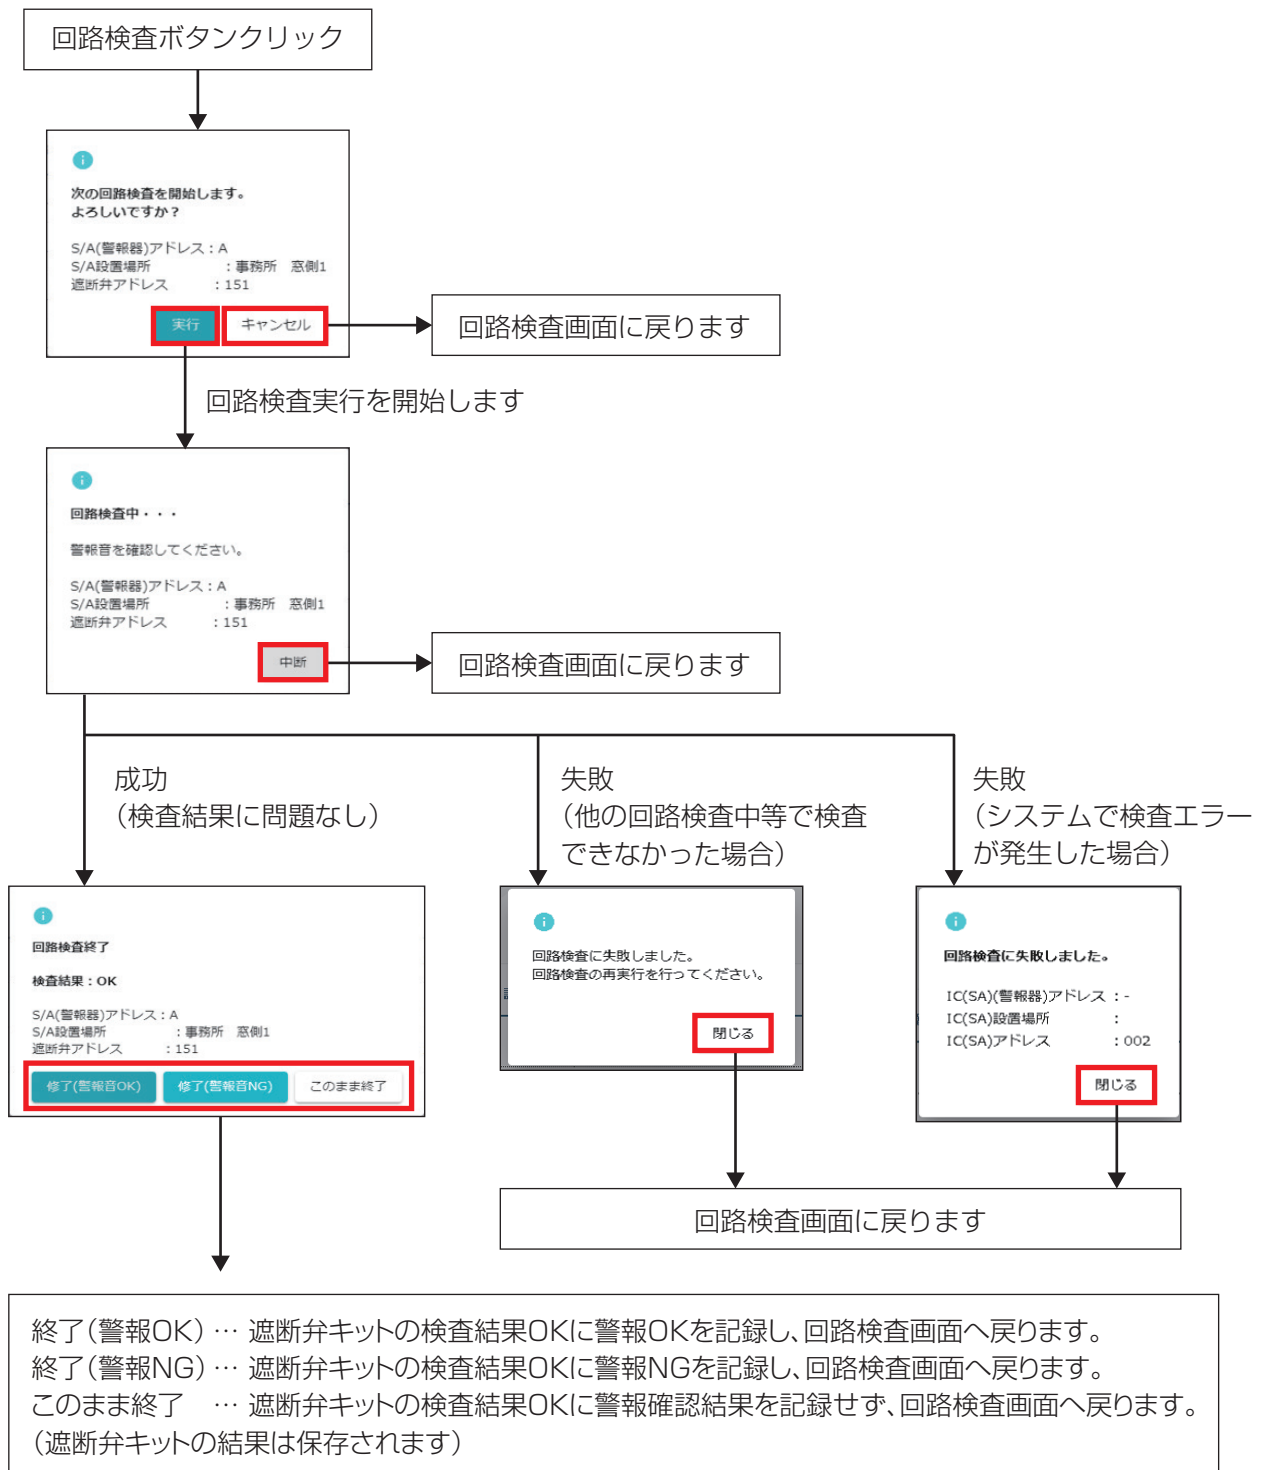 回路検査ボタンクリック
次の回路検査を開始します。
よろしいですか？
S/A(警報器)アドレス：A
S/A設置場所　　　　：事務所　窓側1
遮断弁アドレス　　　：151
実行
キャンセル
回路検査画面に戻ります
回路検査実行を開始します
回路検査中・・・
警報音を確認してください。
S/A(警報器)アドレス：A
S/A設置場所　　　　：事務所　窓側1
遮断弁アドレス　　　：151
中断
回路検査画面に戻ります
成功
（検査結果に問題なし）
失敗
（他の回路検査中等で検査
できなかった場合）
失敗
（システムで検査エラー
が発生した場合）
回路検査終了
検査結果：OK
S/A(警報器)アドレス：A
S/A設置場所　　　　：事務所　窓側1
遮断弁アドレス　　　：151
修了(警報音OK)
修了(警報音NG)
このまま終了
回路検査に失敗しました。
回路検査の再実行を行ってください。
閉じる
回路検査に失敗しました。
IC(SA)(警報器)アドレス：-
IC(SA)設置場所　　　　：
IC(SA)アドレス　　　　：002
閉じる
回路検査画面に戻ります
終了（警報OK）… 遮断弁キットの検査結果OKに警報OKを記録し、回路検査画面へ戻ります。
終了（警報NG）… 遮断弁キットの検査結果OKに警報NGを記録し、回路検査画面へ戻ります。
このまま終了　… 遮断弁キットの検査結果OKに警報確認結果を記録せず、回路検査画面へ戻ります。
（遮断弁キットの結果は保存されます）